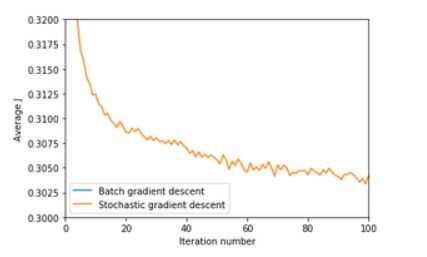 0.3200
0.3175
0.3150
0.3125
0.3100
0.3075
0.3050
0.3025
0.3000
Average J
Batch gradient descent
Stochastic gradient descent
0 20 40 60 80 100
Iteration number